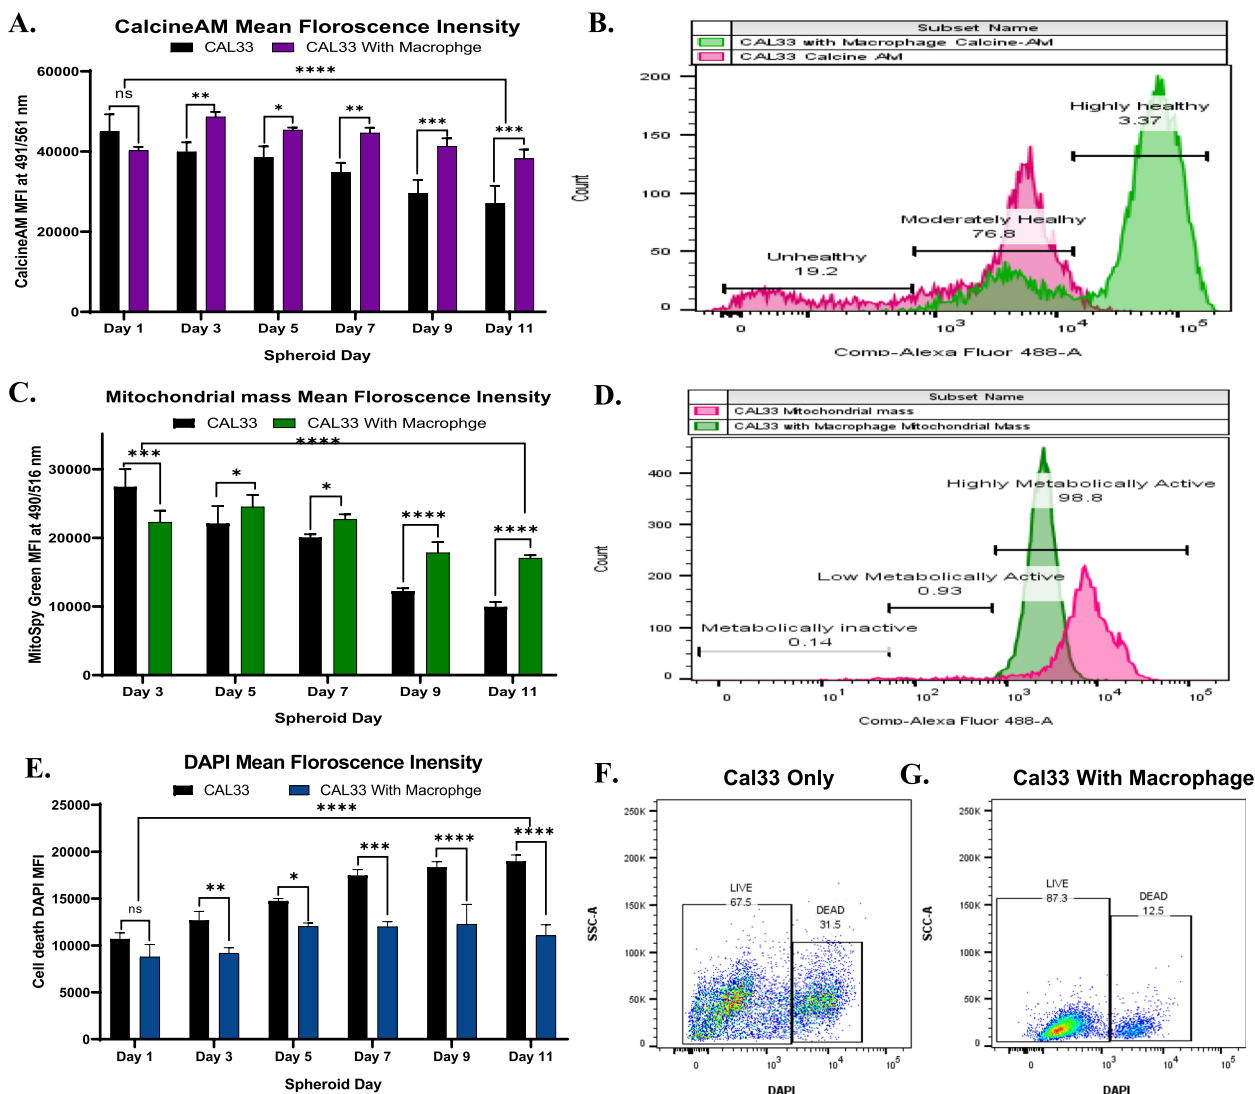 A.
CalcineAM Mean Floroscence Inensity
CAL33 CAL33 With Macrophge
CalcineAM MFI at 491/561 nm
60000
40000
20000
0
ns ** * ** *** *** ****
Day 1 Day 3 Day 5 Day 7 Day 9 Day 11
Spheroid Day
B.
Subset Name
CAL33 with Macrophage Calcine-AM
CAL33 Calcine AM
Count
200
150
100
50
0
Highly healthy
3.37
Moderately Healhy
76.8
Unhealthy
19.2
0 10³ 10⁴ 10⁵
Comp-Alexa Fluor 488-A
C.
Mitochondrial mass Mean Floroscence Inensity
CAL33 CAL33 With Macrophge
MitoSpy Green MFI at 490/516 nm
30000
20000
10000
0
*** * * **** **** ****
Day 3 Day 5 Day 7 Day 9 Day 11
Spheroid Day
D.
Subset Name
CAL33 Mitochondrial mass
CAL33 with Macrophage Mitochondrial Mass
Count
400
300
200
100
0
Highly Metabolically Active
98.8
Low Metabolically Active
0.93
Metabolically inactive
0.14
0 10¹ 10² 10³ 10⁴ 10⁵
Comp-Alexa Fluor 488-A
E.
DAPI Mean Floroscence Inensity
CAL33 CAL33 With Macrophge
Cell death DAPI MFI
25000
20000
15000
10000
5000
0
ns ** * *** **** **** ****
Day 1 Day 3 Day 5 Day 7 Day 9 Day 11
Spheroid Day
F.
Cal33 Only
SSC-A
250K
200K
150K
100K
50K
0
LIVE
67.5
DEAD
31.5
0 10³ 10⁴ 10⁵
DAPI
G.
Cal33 With Macrophage
SCC-A
250K
200K
150K
100K
50K
0
LIVE
87.3
DEAD
12.5
0 10³ 10⁴ 10⁵
DAPI